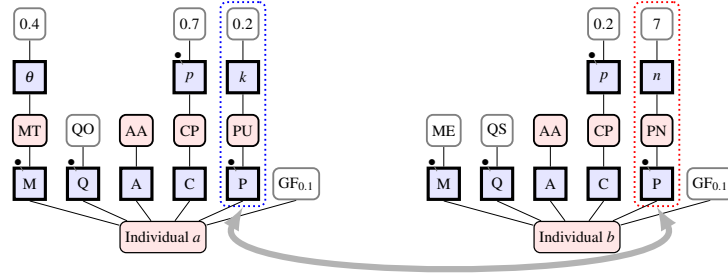 0.4 0.7 0.2 0.2 7
θ p k p n
MT QO AA CP PU ME QS AA CP PN
M Q A C P GF0.1 M Q A C P GF0.1
Individual a Individual b